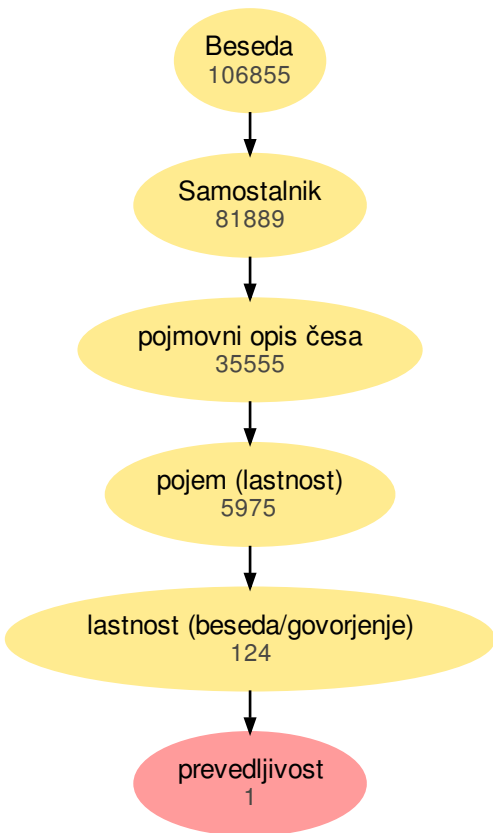 Beseda
106855
Samostalnik
81889
pojmovni opis česa
35555
pojem (lastnost)
5975
lastnost (beseda/govorjenje)
124
prevedljivost
1